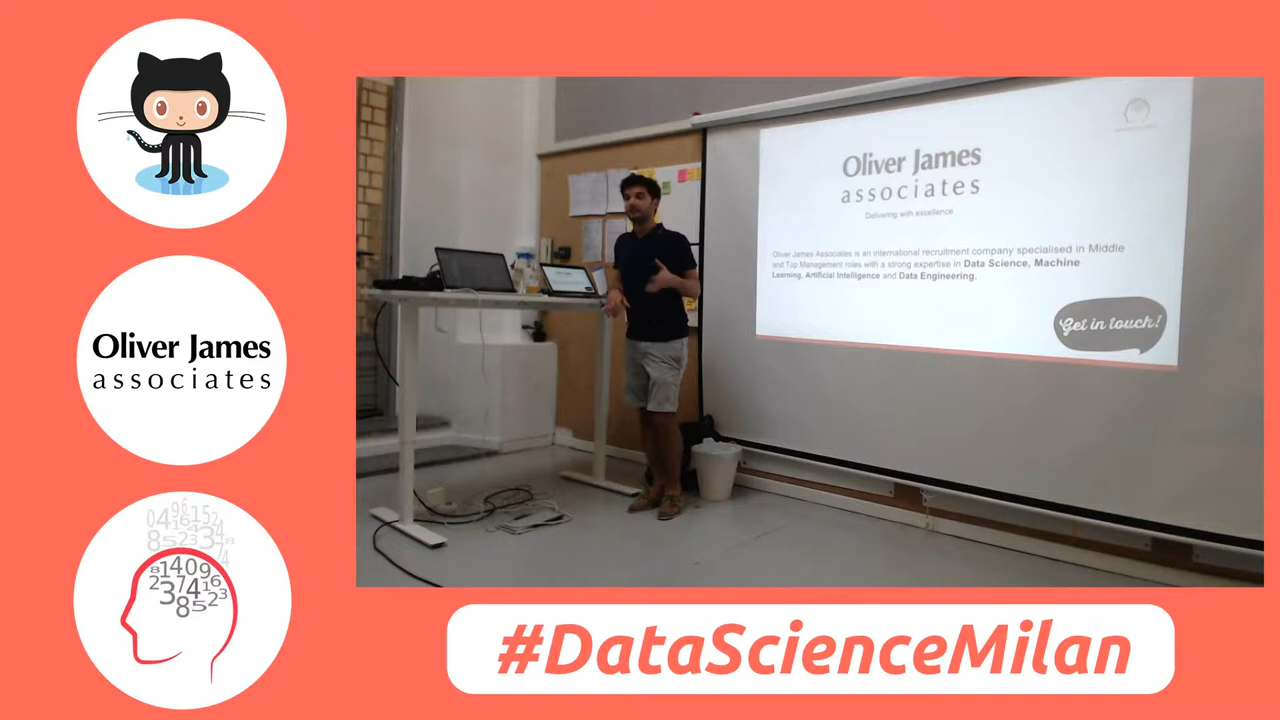 Oliver James
associates
Oliver James
associates
Delivering with excellence
Oliver James Associates is an international recruitment company specialised in Middle
and Top Management roles with a strong expertise in Data Science, Machine
Learning, Artificial Intelligence and Data Engineering.
Get in touch!
#DataScienceMilan